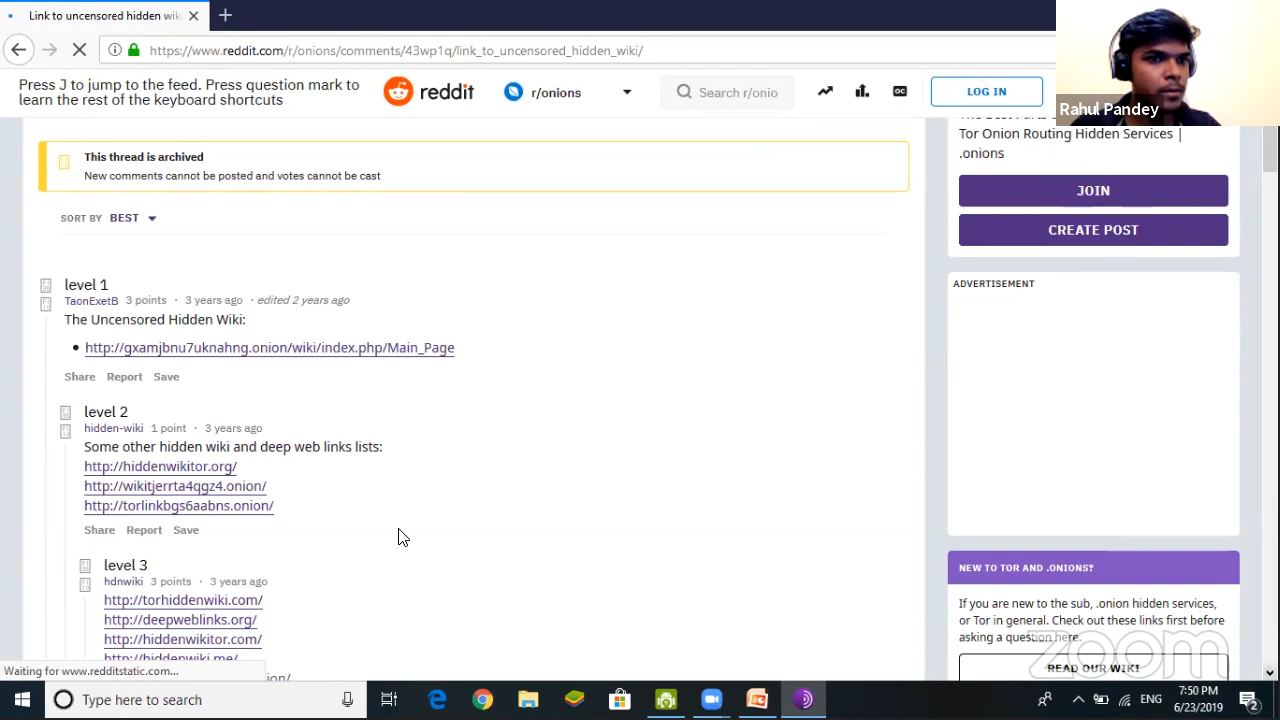 Link to uncensored hidden wiki
https://www.reddit.com/r/onions/comments/43wp1q/link_to_uncensored_hidden_wiki/
Press J to jump to the feed. Press question mark to
learn the rest of the keyboard shortcuts
reddit
r/onions
Search r/onio
OC
LOG IN
Rahul Pandey
This thread is archived
New comments cannot be posted and votes cannot be cast
SORT BY BEST
level 1
TaonExetB 3 points · 3 years ago · edited 2 years ago
The Uncensored Hidden Wiki:
• http://gxamjbnu7uknahng.onion/wiki/index.php/Main_Page
Share Report Save
level 2
hidden-wiki 1 point · 3 years ago
Some other hidden wiki and deep web links lists:
http://hiddenwikitor.org/
http://wikitjerrta4qgz4.onion/
http://torlinkbgs6aabns.onion/
Share Report Save
level 3
hdnwiki 3 points · 3 years ago
http://torhiddenwiki.com/
http://deepweblinks.org/
http://hiddenwikitor.com/
http://hiddenwiki.me/
ion/
Tor Onion Routing Hidden Services |
.onions
JOIN
CREATE POST
ADVERTISEMENT
NEW TO TOR AND .ONIONS?
If you are new to the sub, .onion hidden services,
or Tor in general. Check out these links first before
asking a question here.
READ OUR WIKI
zoom
Waiting for www.redditstatic.com...
Type here to search
ENG
7:50 PM
6/23/2019
2